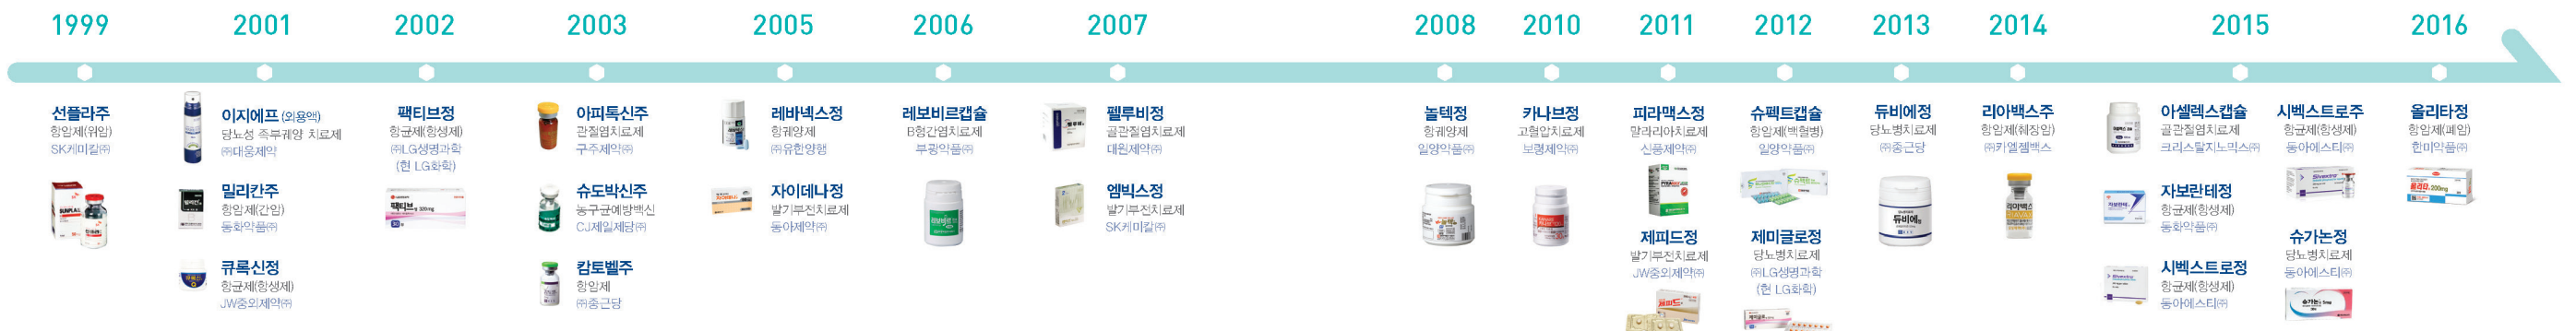 1999
선플라주
항암제(위암)
SK케미칼㈜
2001
이지에프 (외용액)
당뇨성 족부궤양 치료제
㈜대웅제약
밀리칸주
항암제(간암)
동화약품㈜
큐록신정
항균제(항생제)
JW중외제약㈜
2002
팩티브정
항균제(항생제)
㈜LG생명과학
(현 LG화학)
2003
아피톡신주
관절염치료제
구주제약㈜
슈도박신주
농구균예방백신
CJ제일제당㈜
캄토벨주
항암제
㈜종근당
2005
레바넥스정
항궤양제
㈜유한양행
자이데나정
발기부전치료제
동아제약㈜
2006
레보비르캡슐
B형간염치료제
부광약품㈜
2007
펠루비정
골관절염치료제
대원제약㈜
엠빅스정
발기부전치료제
SK케미칼㈜
2008
놀텍정
항궤양제
일양약품㈜
2010
카나브정
고혈압치료제
보령제약㈜
2011
피라맥스정
말라리아치료제
신풍제약㈜
제피드정
발기부전치료제
JW중외제약㈜
제피드
2012
슈펙트캡슐
항암제(백혈병)
일양약품㈜
제미글로정
당뇨병치료제
㈜LG생명과학
(현 LG화학)
2013
듀비에정
당뇨병치료제
㈜종근당
듀비에정
2014
리아백스주
항암제(췌장암)
㈜카엘젬백스
리아백스
2015
아셀렉스캡슐
골관절염치료제
크리스탈지노믹스㈜
자보란테정
항균제(항생제)
동화약품㈜
시벡스트로정
항균제(항생제)
동아에스티㈜
시벡스트로주
항균제(항생제)
동아에스티㈜
슈가논정
당뇨병치료제
동아에스티㈜
2016
올리타정
항암제(폐암)
한미약품㈜
올리타정 200mg